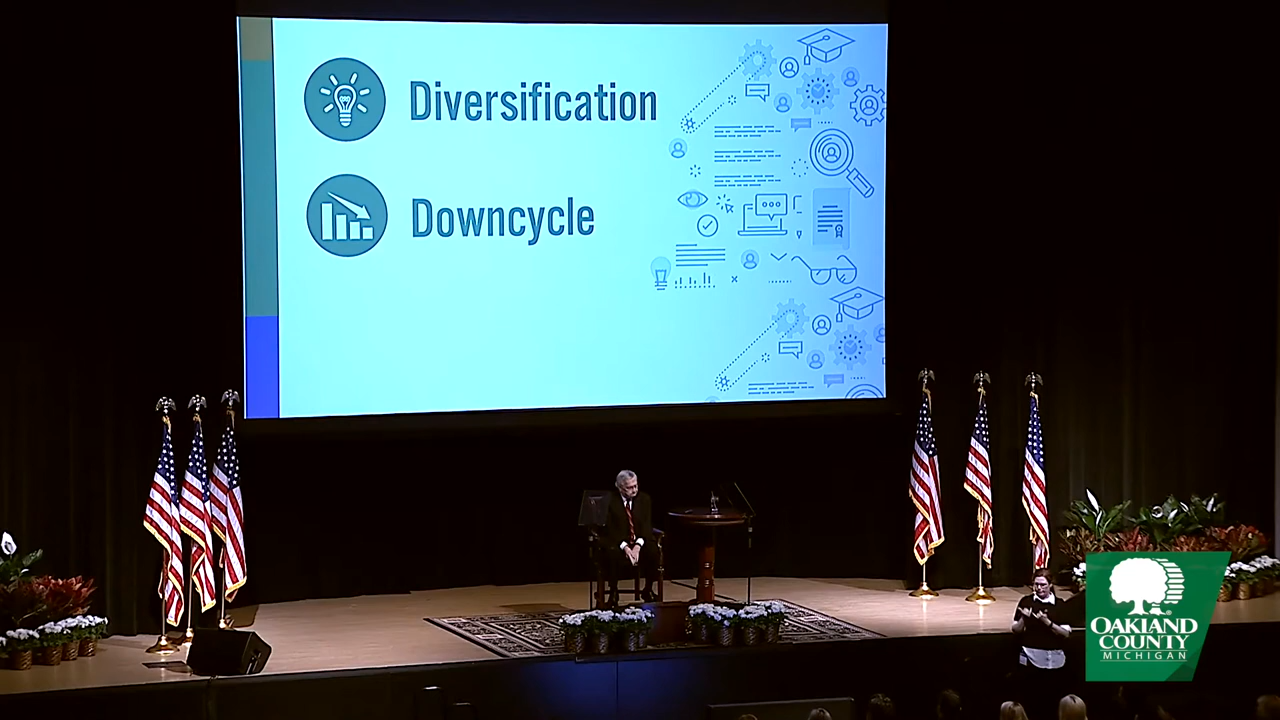 Diversification
Downcycle
OAKLAND
COUNTY
MICHIGAN